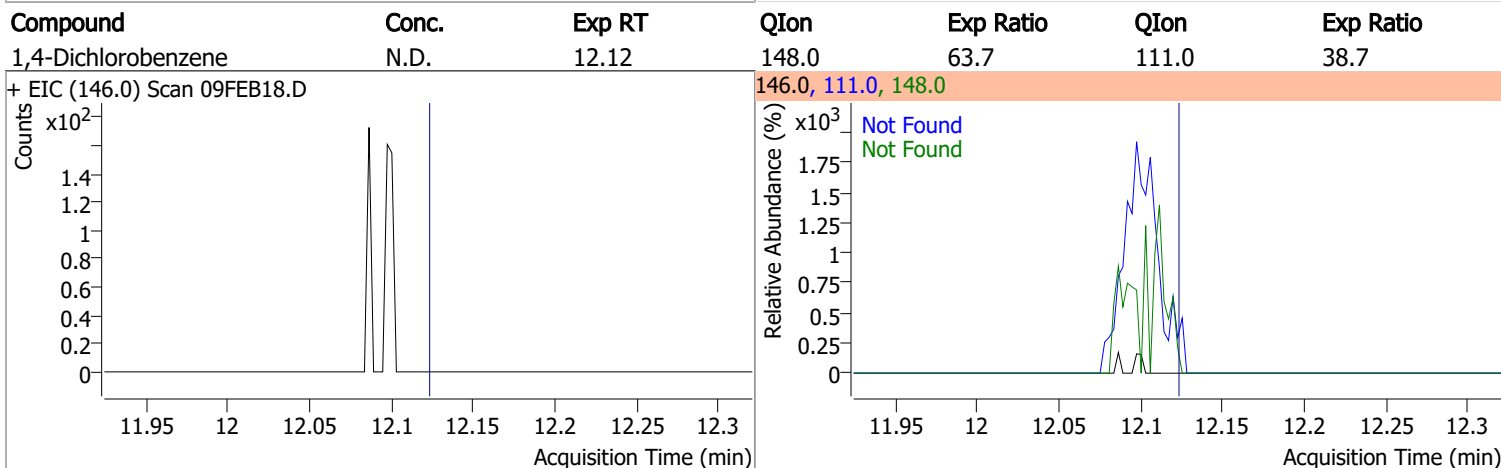 Compound Conc. Exp RT QIon Exp Ratio QIon Exp Ratio
1,4-Dichlorobenzene N.D. 12.12 148.0 63.7 111.0 38.7
+ EIC (146.0) Scan 09FEB18.D
Counts
x10²
1.4
1.2
1
0.8
0.6
0.4
0.2
0
11.95 12 12.05 12.1 12.15 12.2 12.25 12.3
Acquisition Time (min)
146.0, 111.0, 148.0
Relative Abundance (%)
x10³
Not Found
Not Found
1.75
1.5
1.25
1
0.75
0.5
0.25
0
11.95 12 12.05 12.1 12.15 12.2 12.25 12.3
Acquisition Time (min)